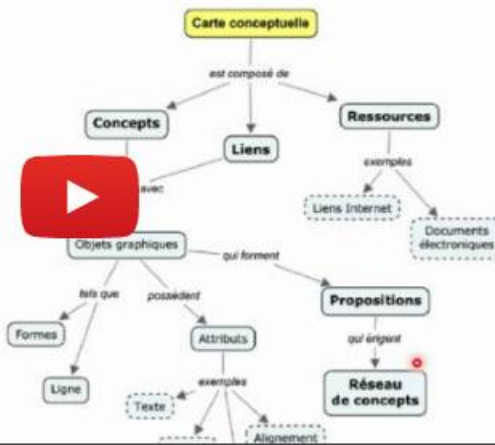 Carte conceptuelle
est composé de
Concepts
Liens
Ressources
avec
exemples
Liens Internet
Documents
électroniques
Objets graphiques
qui forment
tels que
possèdent
Propositions
Formes
Attributs
qui érigent
Ligne
exemples
Réseau
de concepts
Texte
Alignement